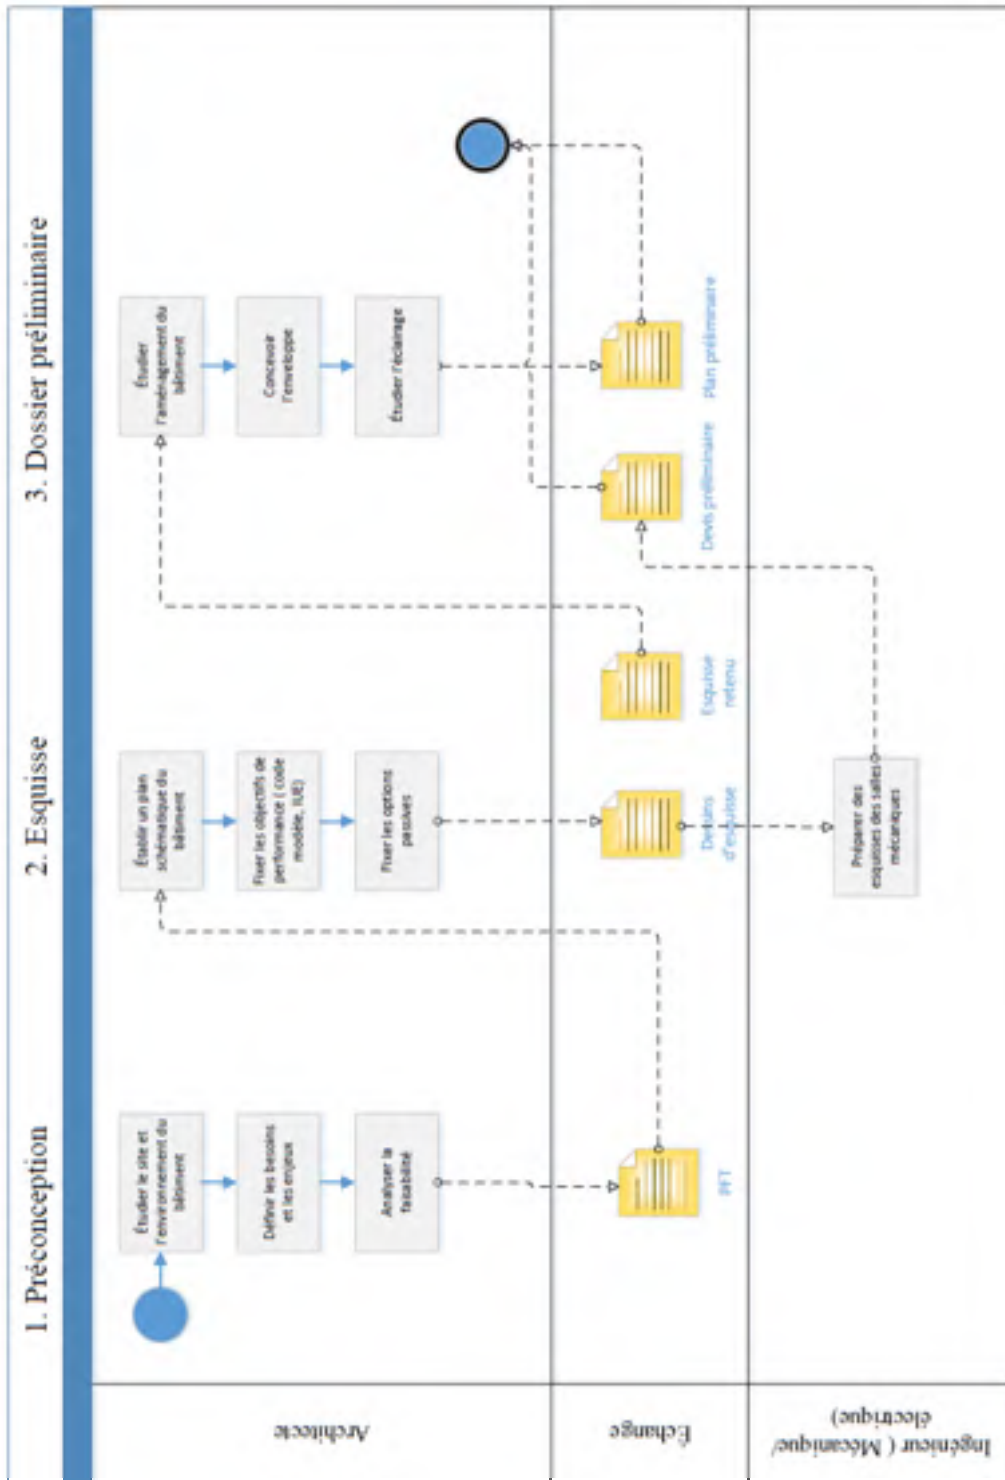 1. Préconception
2. Esquisse
3. Dossier préliminaire
Architecte
Étudier le site et
l'environnement du
bâtiment
Définir les besoins
et les enjeux
Analyser la
faisabilité
Établir un plan
schématique du
bâtiment
Fixer les objectifs de
performance ( code
modèle, IUE)
Fixer les options
passives
Étudier
l'aménagement du
bâtiment
Concevoir
l'enveloppe
Étudier l'éclairage
Échange
PFT
Dessins
d'esquisse
Esquisse
retenu
Devis préliminaire
Plan préliminaire
Ingénieur ( Mécanique/
électrique)
Préparer des
esquises des salles
mécaniques